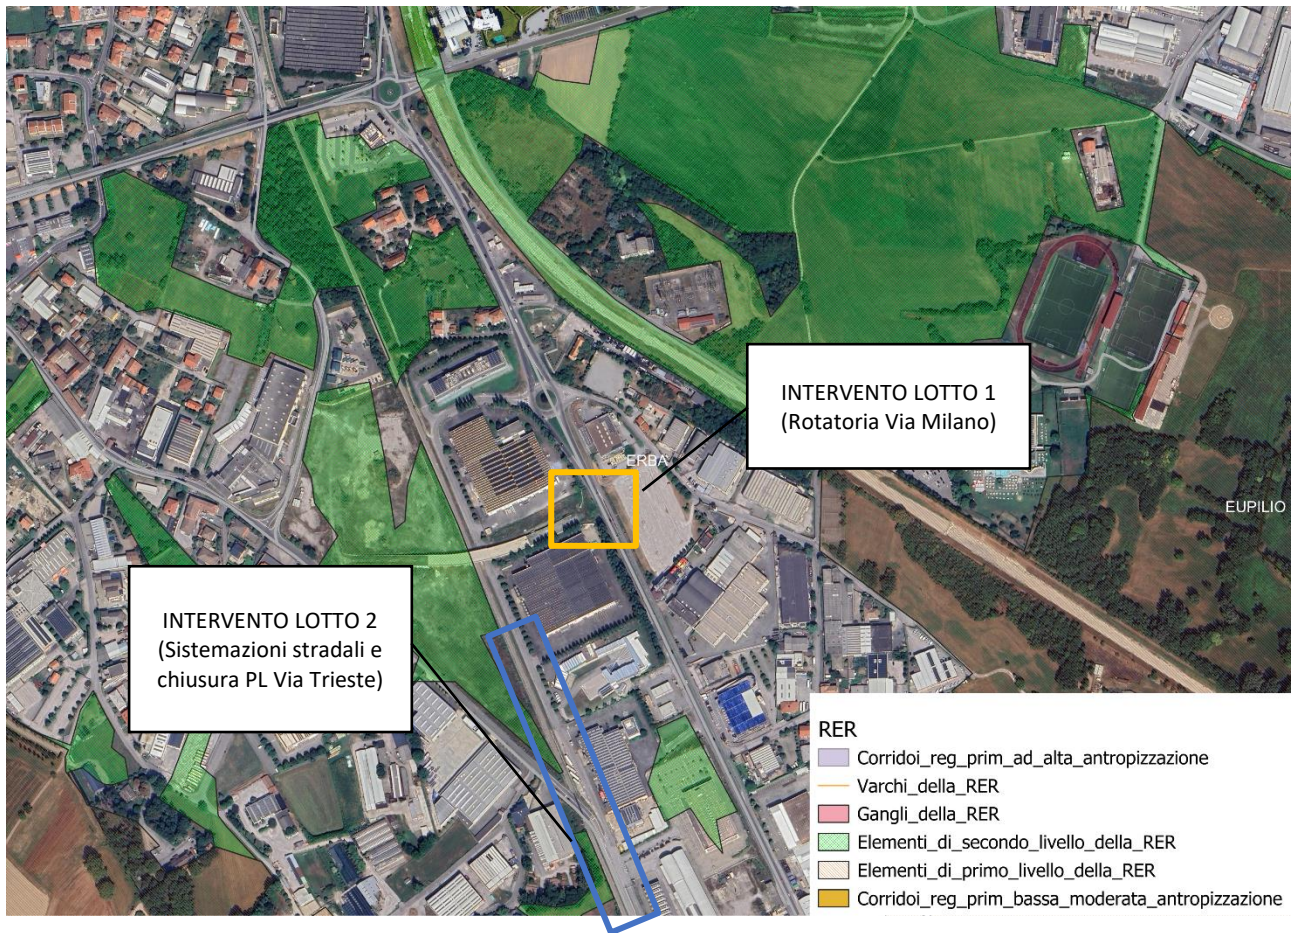 INTERVENTO LOTTO 1
(Rotatoria Via Milano)
ERBA
EUPILIO
INTERVENTO LOTTO 2
(Sistemazioni stradali e
chiusura PL Via Trieste)
RER
Corridoi_reg_prim_ad_alta_antropizzazione
Varchi_della_RER
Gangli_della_RER
Elementi_di_secondo_livello_della_RER
Elementi_di_primo_livello_della_RER
Corridoi_reg_prim_bassa_moderata_antropizzazione